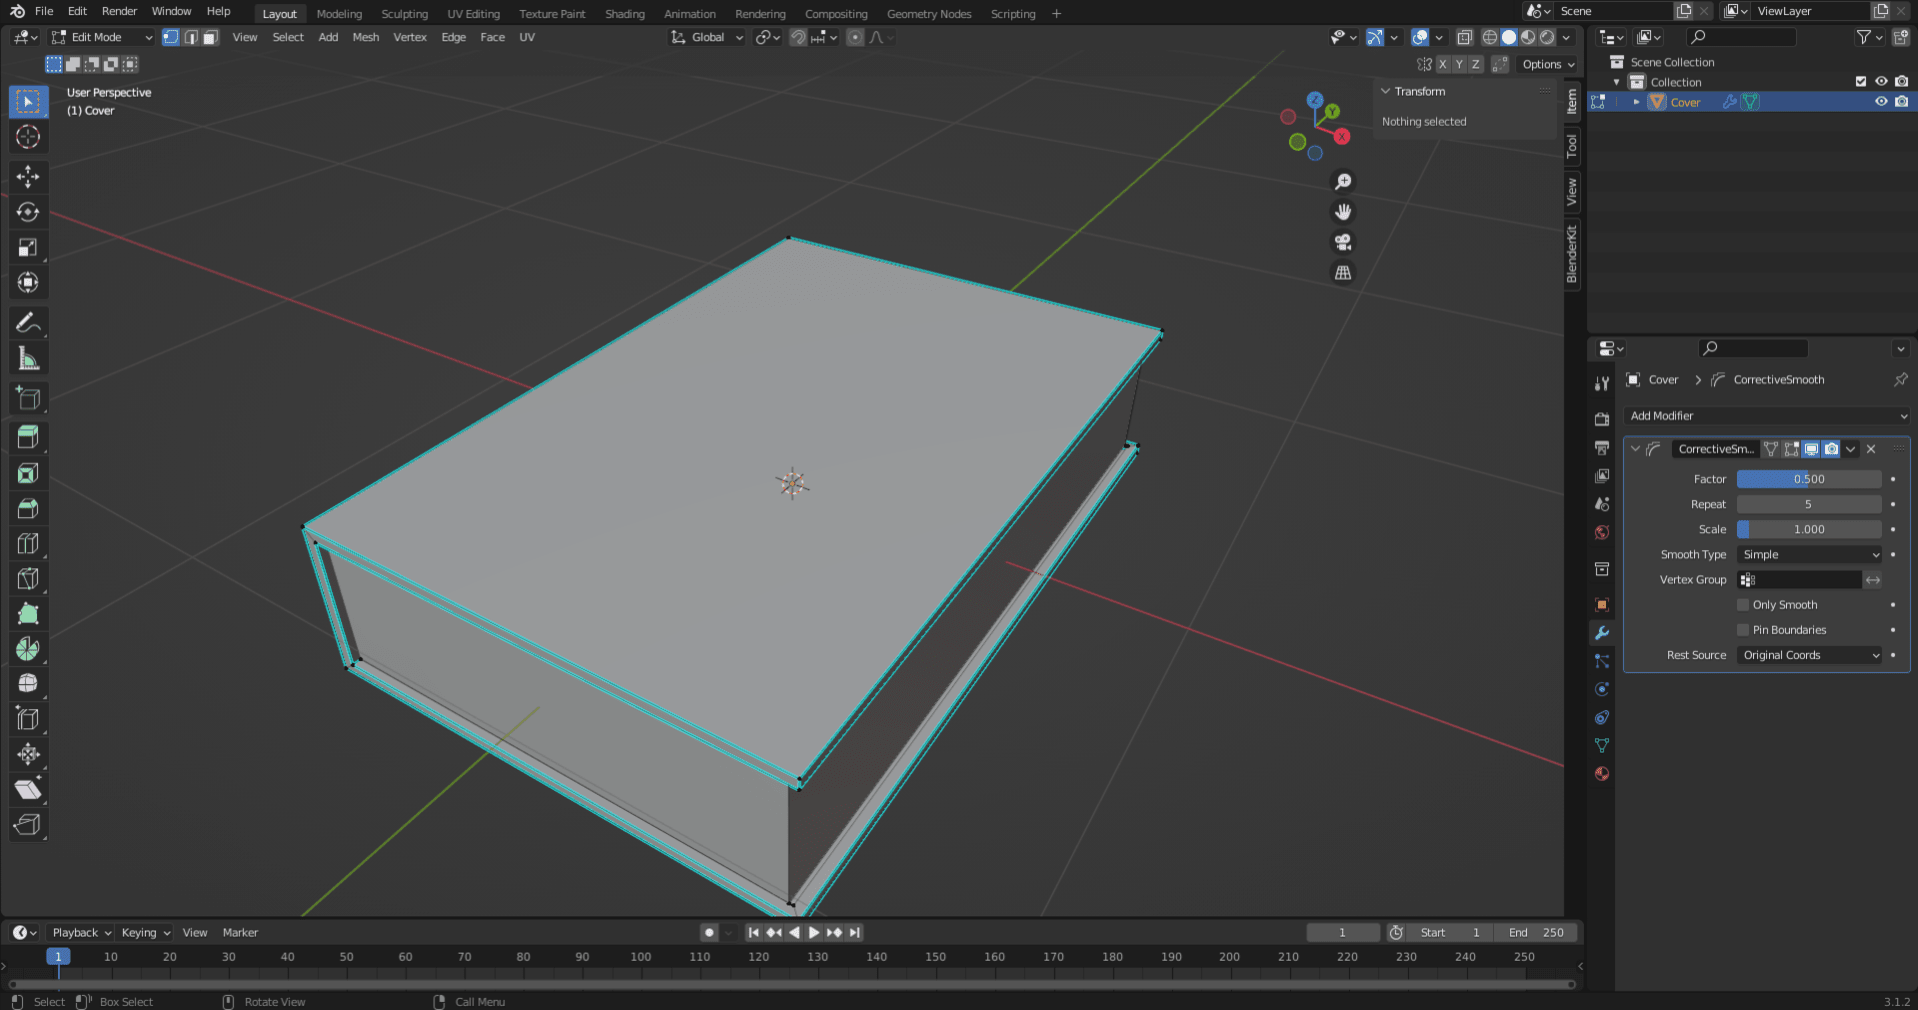 File Edit Render Window Help Layout Modeling Sculpting UV Editing Texture Paint Shading Animation Rendering Compositing Geometry Nodes Scripting + Scene ViewLayer
Edit Mode View Select Add Mesh Vertex Edge Face UV Global
X Y Z Options
User Perspective
(1) Cover
Z
Y
X
Transform
Nothing selected
Item
Tool
View
BlenderKit
Scene Collection
Collection
Cover
Cover > CorrectiveSmooth
Add Modifier
CorrectiveSm...
Factor 0.500
Repeat 5
Scale 1.000
Smooth Type Simple
Vertex Group
Only Smooth
Pin Boundaries
Rest Source Original Coords
Playback Keying View Marker 1 Start 1 End 250
1 10 20 30 40 50 60 70 80 90 100 110 120 130 140 150 160 170 180 190 200 210 220 230 240 250
Select Box Select Rotate View Call Menu 3.1.2